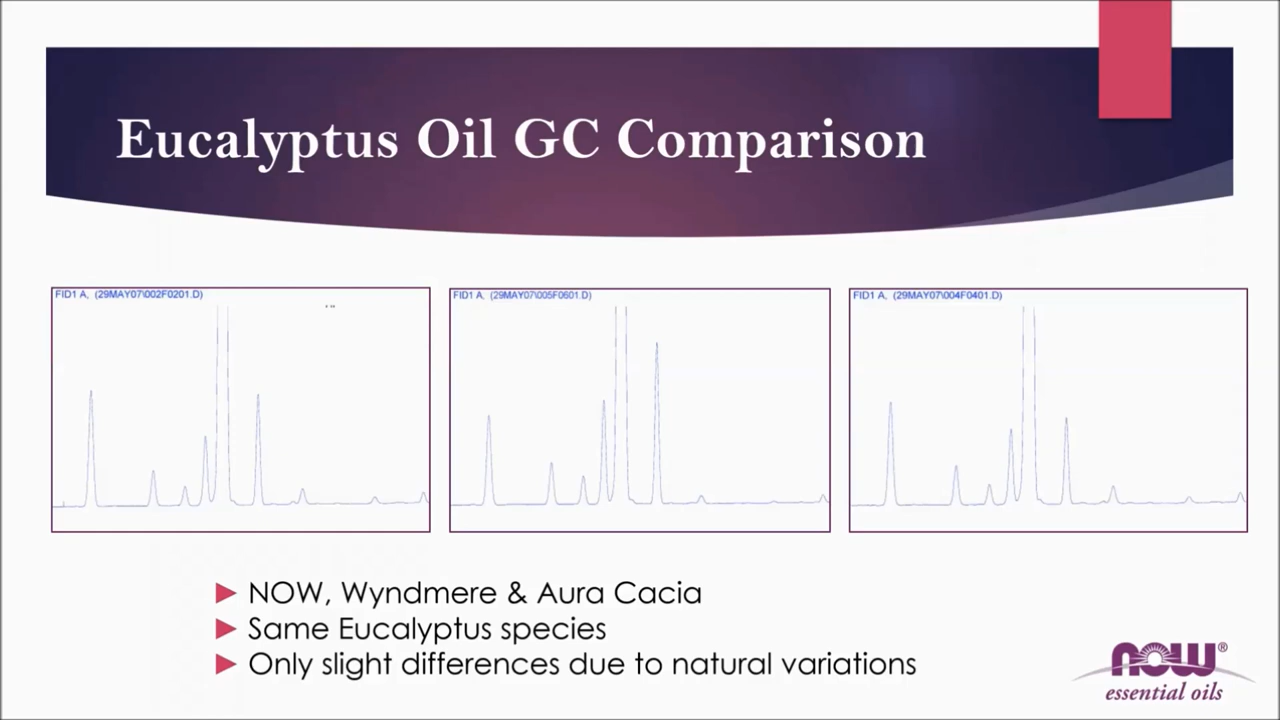 Eucalyptus Oil GC Comparison
FID1 A, (29MAY07\002F0201.D)
FID1 A, (29MAY07\005F0601.D)
FID1 A, (29MAY07\004F0401.D)
NOW, Wyndmere & Aura Cacia
Same Eucalyptus species
Only slight differences due to natural variations
now®
essential oils